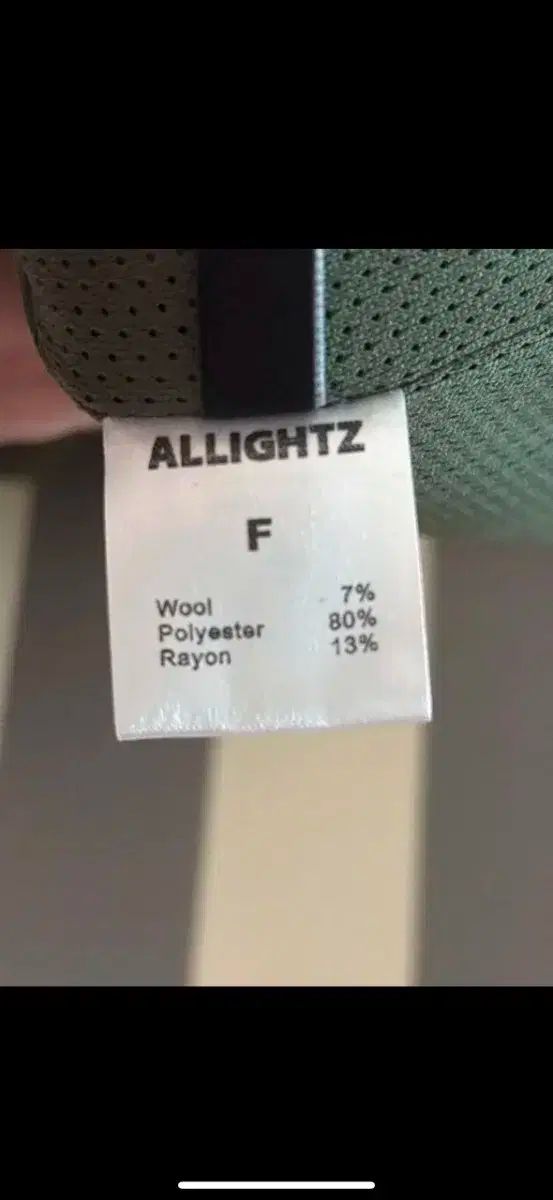 ALLIGHTZ
F
Wool 7%
Polyester 80%
Rayon 13%